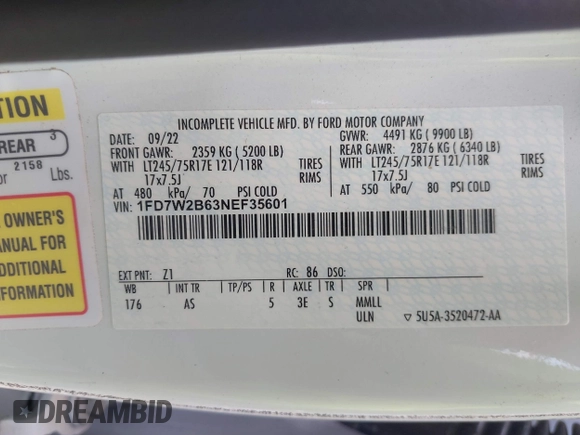 TION
REAR 3
or 2158 Lbs.
OWNER'S
ANUAL FOR
ADDITIONAL
FORMATION
INCOMPLETE VEHICLE MFD. BY FORD MOTOR COMPANY
DATE: 09/22 GVWR: 4491 KG ( 9900 LB)
FRONT GAWR: 2359 KG ( 5200 LB) REAR GAWR: 2876 KG ( 6340 LB)
WITH LT245/75R17E 121/118R TIRES WITH LT245/75R17E 121/118R TIRES
17x7.5J RIMS 17x7.5J RIMS
AT 480 kPa/ 70 PSI COLD AT 550 kPa/ 80 PSI COLD
VIN: 1FD7W2B63NEF35601
EXT PNT: Z1 RC: 86 DSO:
WB INT TR TP/PS R AXLE TR SPR
176 AS 5 3E S MMLL
ULN ▽ 5U5A-3520472-AA
DREAMBID